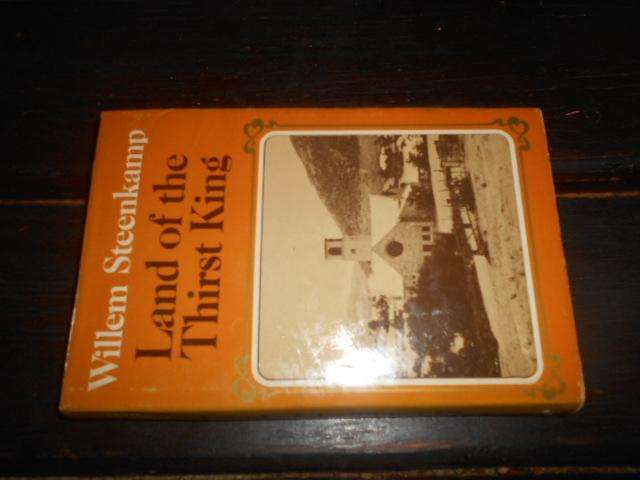 Willem Steenkamp
Land of the
Thirst King